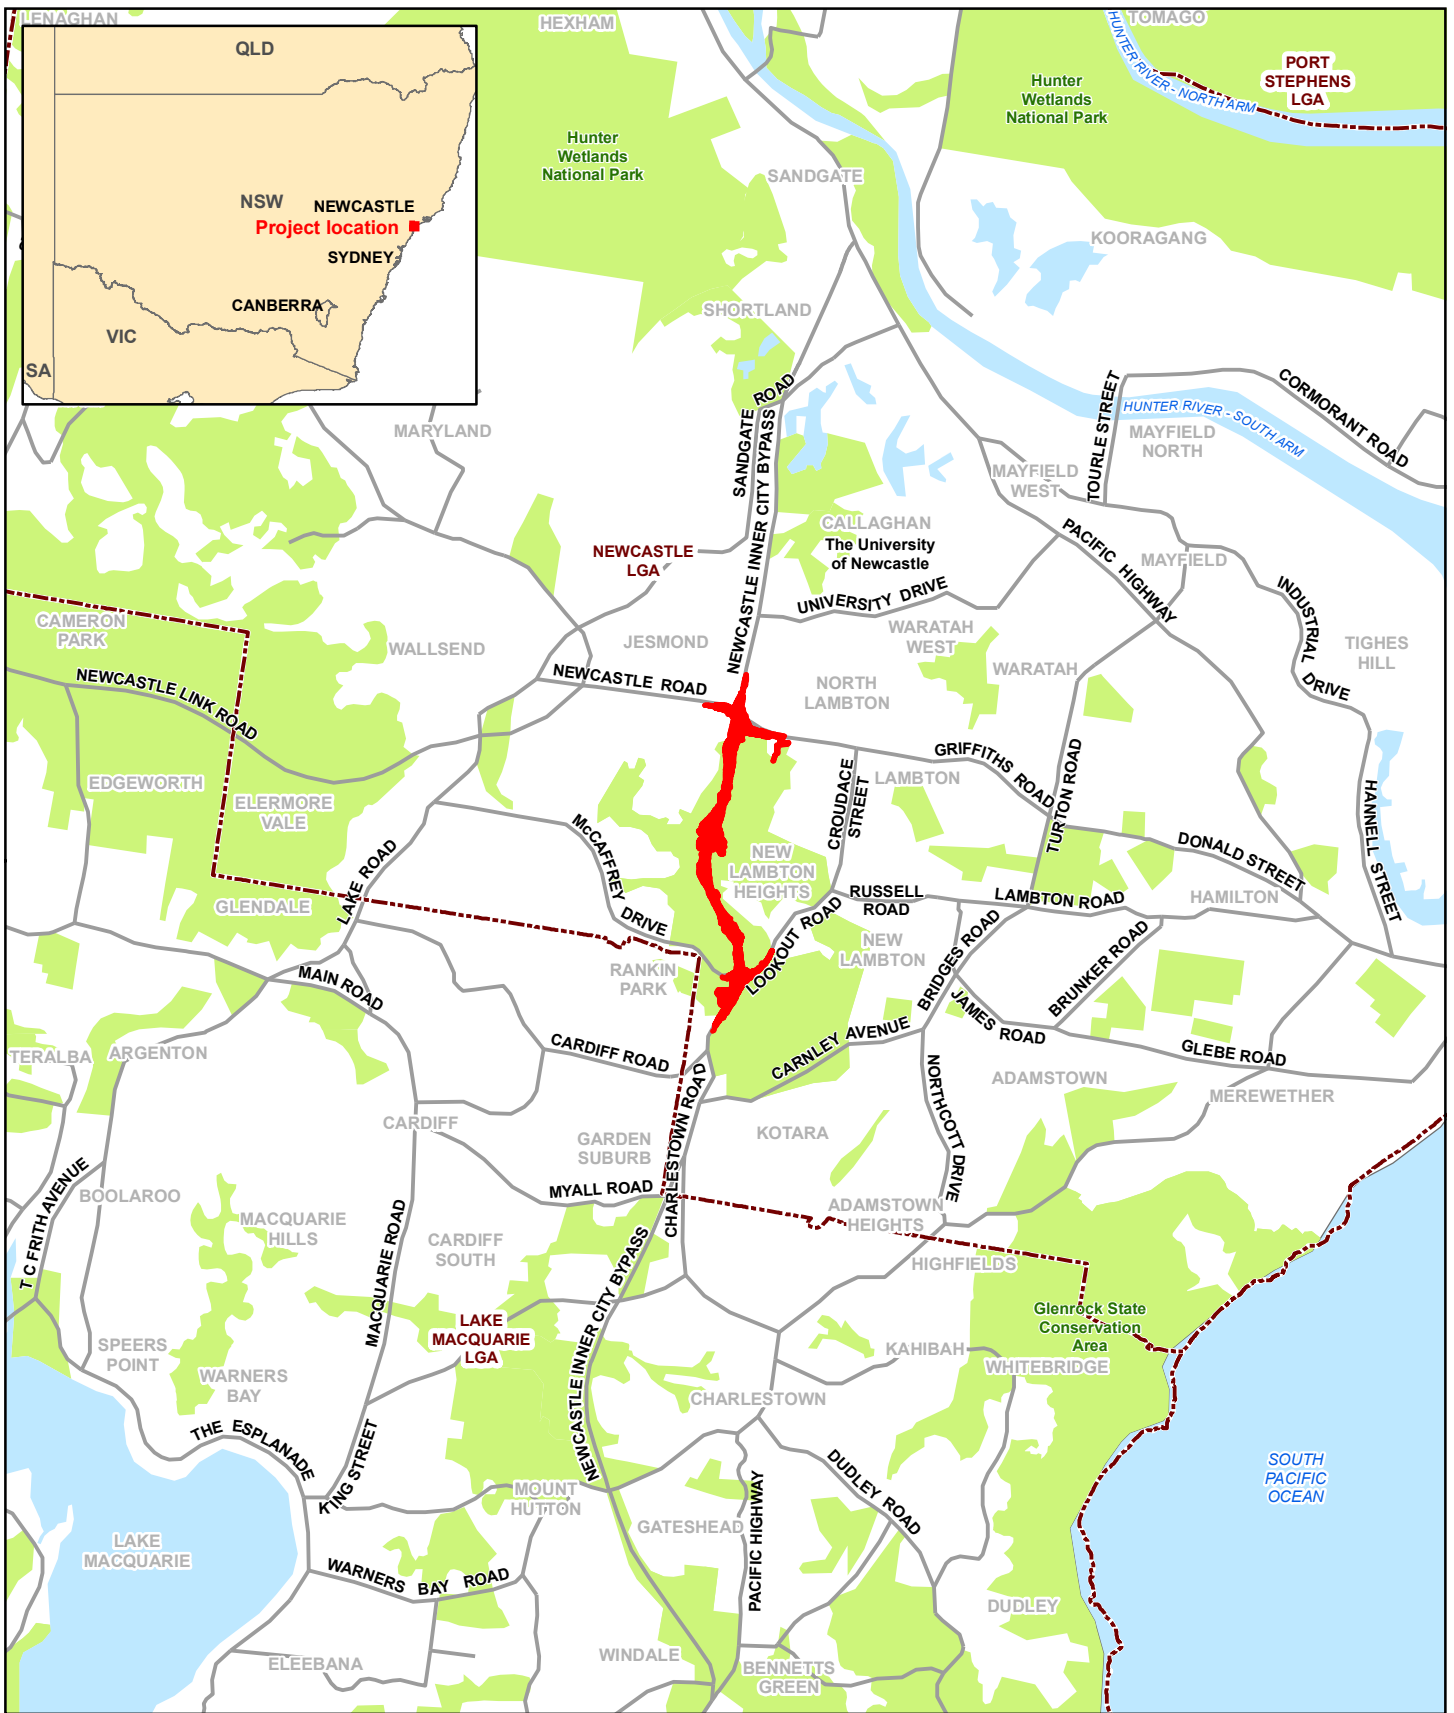 LENAGHAN
HEXHAM
TOMAGO
HUNTER RIVER - NORTH ARM
PORT
STEPHENS
LGA
Hunter
Wetlands
National Park
Hunter
Wetlands
National Park
QLD
NSW
NEWCASTLE
Project location
SYDNEY
CANBERRA
VIC
SA
SANDGATE
KOORAGANG
SHORTLAND
MARYLAND
SANDGATE ROAD
NEWCASTLE INNER CITY BYPASS
TOURLE STREET
CORMORANT ROAD
HUNTER RIVER - SOUTH ARM
MAYFIELD
NORTH
MAYFIELD
WEST
CALLAGHAN
The University
of Newcastle
NEWCASTLE
LGA
PACIFIC HIGHWAY
MAYFIELD
INDUSTRIAL DRIVE
UNIVERSITY DRIVE
CAMERON
PARK
WALLSEND
JESMOND
WARATAH
WEST
WARATAH
TIGHES
HILL
NEWCASTLE LINK ROAD
NEWCASTLE ROAD
NORTH
LAMBTON
EDGEWORTH
ELERMORE
VALE
GRIFFITHS ROAD
LAMBTON
CROUDACE
STREET
TURTON ROAD
HANNELL STREET
McCAFFREY DRIVE
LAKE ROAD
NEW
LAMBTON
HEIGHTS
DONALD STREET
GLENDALE
RUSSELL
ROAD
LAMBTON ROAD
HAMILTON
LOOKOUT ROAD
NEW
LAMBTON
BRIDGES ROAD
BRUNKER ROAD
RANKIN
PARK
MAIN ROAD
JAMES ROAD
TERALBA
ARGENTON
CARDIFF ROAD
CARNLEY AVENUE
GLEBE ROAD
ADAMSTOWN
MEREWETHER
NORTHCOTT DRIVE
CHARLESTOWN ROAD
CARDIFF
GARDEN
SUBURB
KOTARA
T C FRITH AVENUE
BOOLAROO
MYALL ROAD
MACQUARIE
HILLS
MACQUARIE ROAD
CARDIFF
SOUTH
ADAMSTOWN
HEIGHTS
HIGHFIELDS
NEWCASTLE INNER CITY BYPASS
LAKE
MACQUARIE
LGA
Glenrock State
Conservation
Area
SPEERS
POINT
WARNERS
BAY
KAHIBAH
WHITEBRIDGE
CHARLESTOWN
THE ESPLANADE
KING STREET
DUDLEY ROAD
SOUTH
PACIFIC
OCEAN
MOUNT
HUTTON
GATESHEAD
PACIFIC HIGHWAY
LAKE
MACQUARIE
WARNERS BAY ROAD
DUDLEY
ELEEBANA
WINDALE
BENNETTS
GREEN